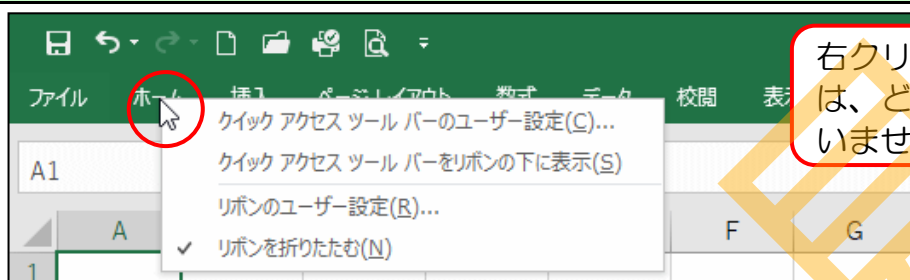 右クリ
は、ど
いませ
ファイル ホーム 挿入 ページ レイアウト 数式 データ 校閲 表
クイック アクセス ツール バーのユーザー設定(C)...
クイック アクセス ツール バーをリボンの下に表示(S)
リボンのユーザー設定(R)...
✓ リボンを折りたたむ(N)
A1
A F G
1